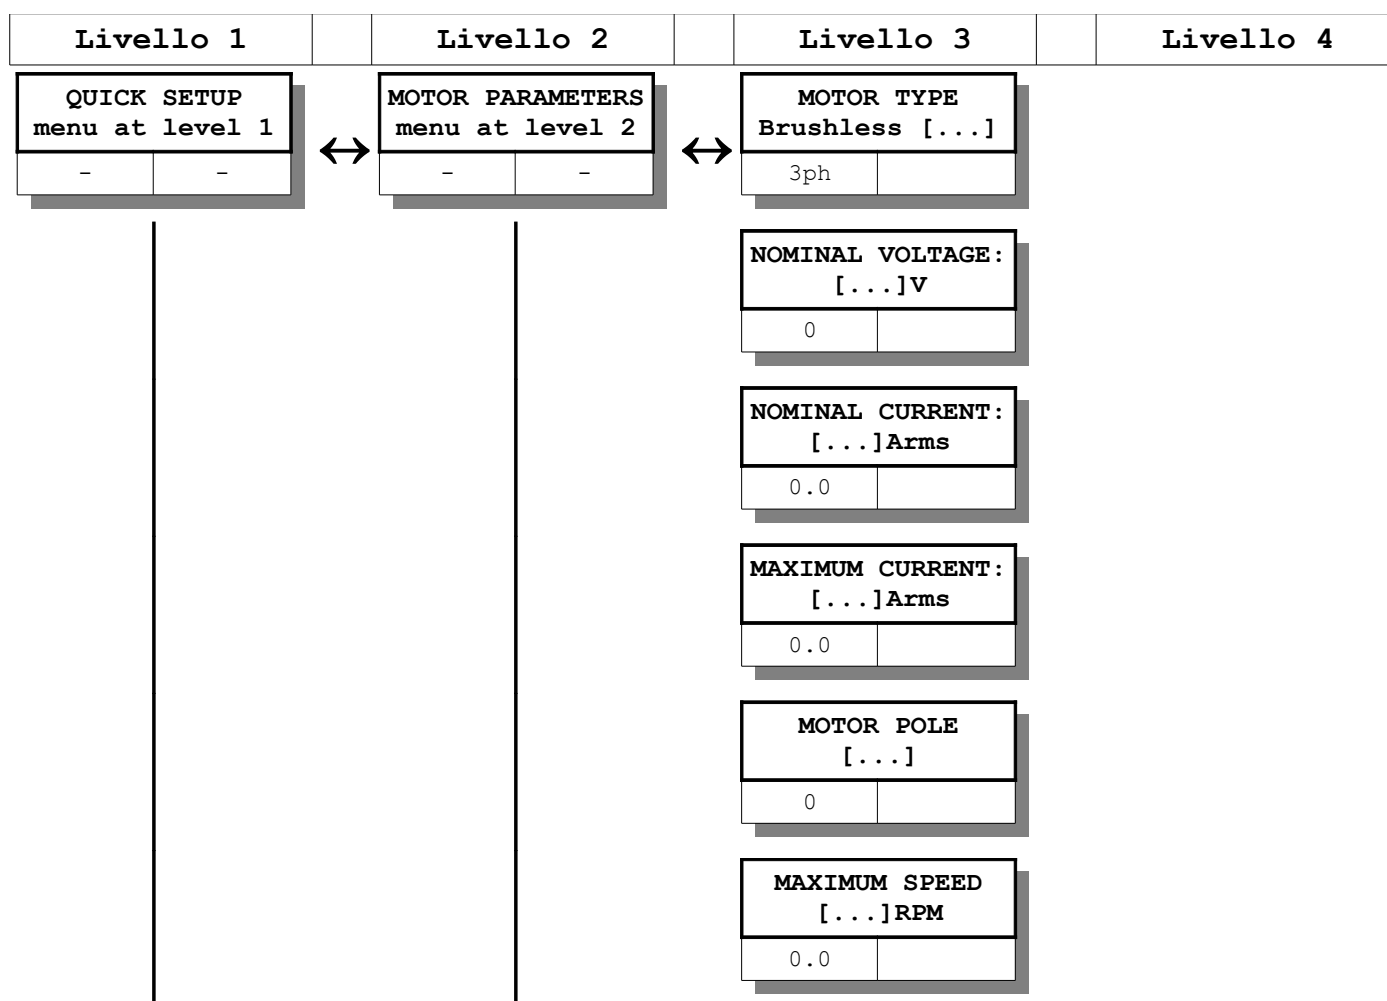 Livello 1 Livello 2 Livello 3 Livello 4
QUICK SETUP
menu at level 1
- -
MOTOR PARAMETERS
menu at level 2
- -
MOTOR TYPE
Brushless [...]
3ph
NOMINAL VOLTAGE:
[...]V
0
NOMINAL CURRENT:
[...]Arms
0.0
MAXIMUM CURRENT:
[...]Arms
0.0
MOTOR POLE
[...]
0
MAXIMUM SPEED
[...]RPM
0.0